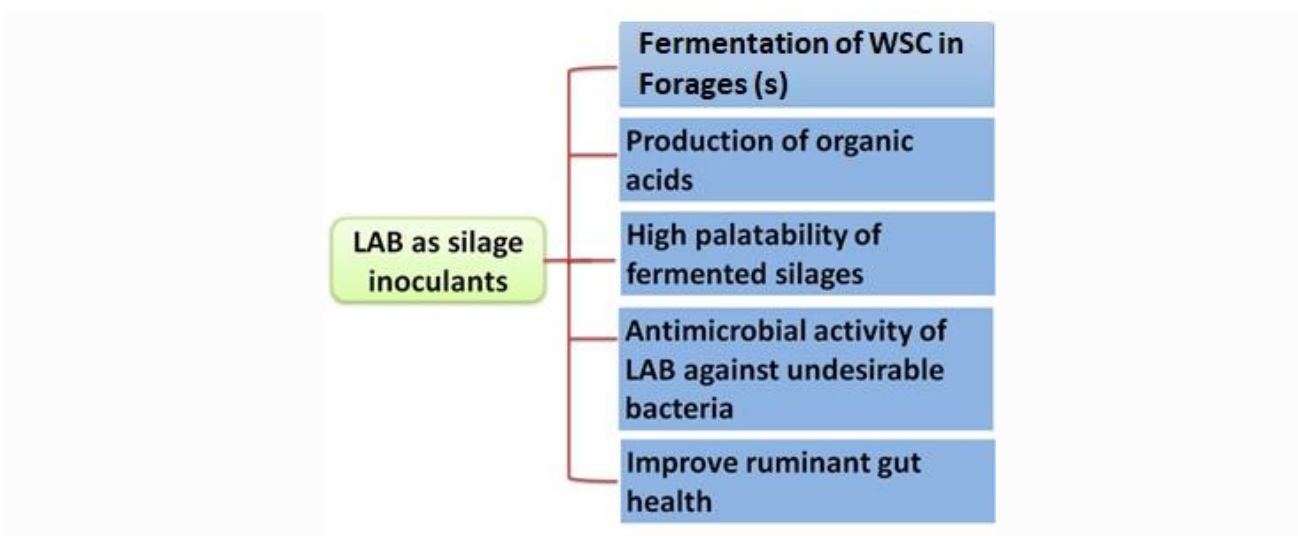 Fermentation of WSC in
Forages (s)
Production of organic
acids
LAB as silage
inoculants
High palatability of
fermented silages
Antimicrobial activity of
LAB against undesirable
bacteria
Improve ruminant gut
health